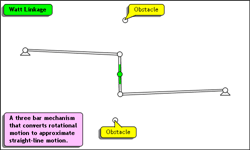 Watt Linkage
Obstacle
Obstacle
A three bar mechanism
that converts rotational
motion to approximate
straight-line motion.